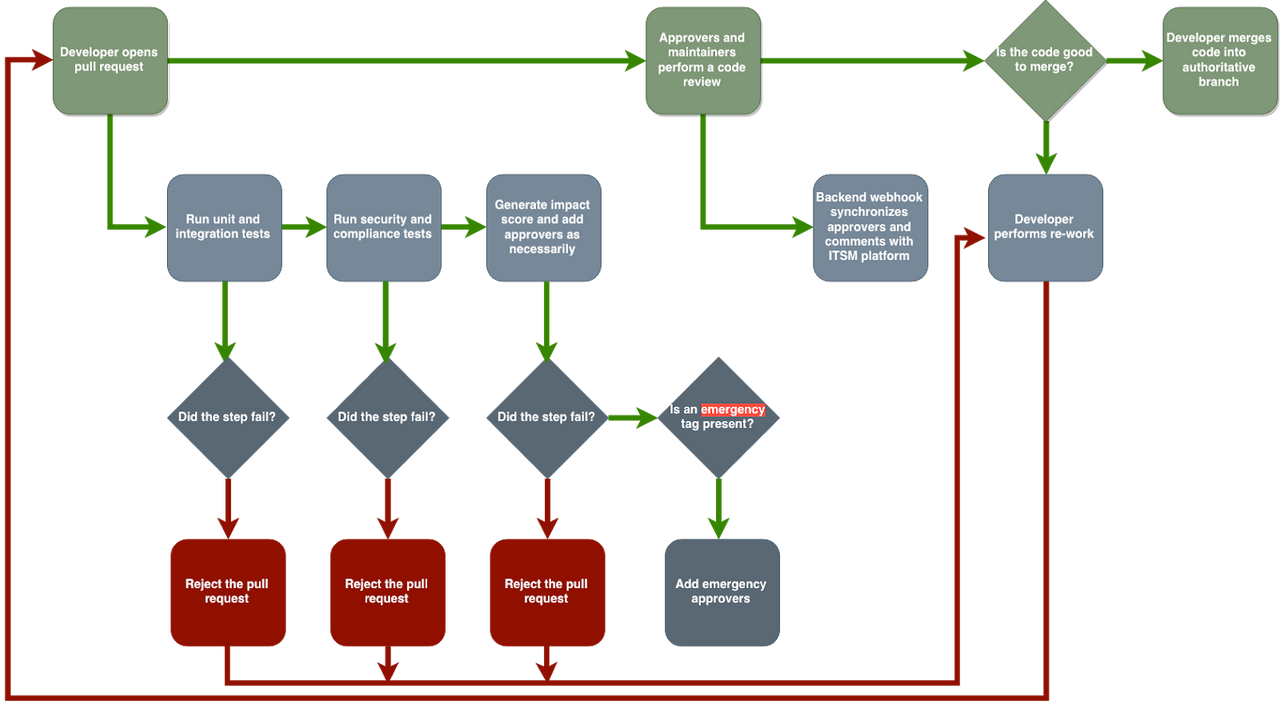 Developer opens
pull request
Approvers and
maintainers
perform a code
review
Is the code good
to merge?
Developer merges
code into
authoritative
branch
Run unit and
integration tests
Run security and
compliance tests
Generate impact
score and add
approvers as
necessarily
Backend webhook
synchronizes
approvers and
comments with
ITSM platform
Developer
performs re-work
Did the step fail?
Did the step fail?
Did the step fail?
Is an emergency
tag present?
Reject the pull
request
Reject the pull
request
Reject the pull
request
Add emergency
approvers